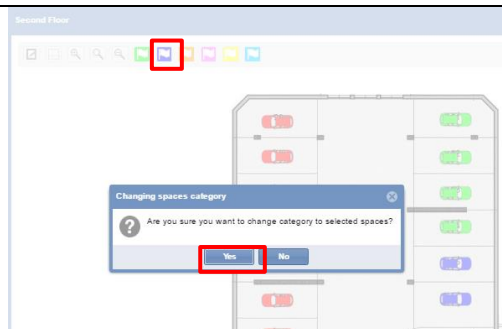 Second Floor
Changing spaces category
Are you sure you want to change category to selected spaces?
Yes
No